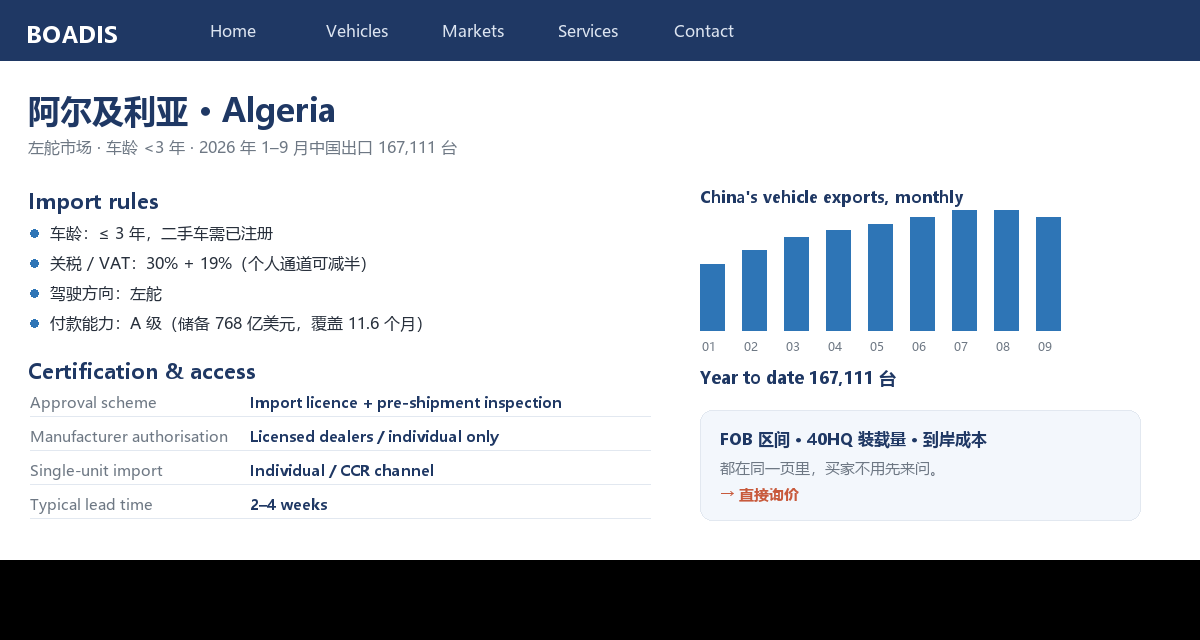 BOADIS
Home
Vehicles
Markets
Services
Contact
阿尔及利亚 • Algeria
左舵市场 · 车龄 <3 年 · 2026 年 1–9 月中国出口 167,111 台
Import rules
车龄：≤ 3 年，二手车需已注册
关税 / VAT：30% + 19%（个人通道可减半）
驾驶方向：左舵
付款能力：A 级（储备 768 亿美元，覆盖 11.6 个月）
Certification & access
Approval scheme Import licence + pre-shipment inspection
Manufacturer authorisation Licensed dealers / individual only
Single-unit import Individual / CCR channel
Typical lead time 2–4 weeks
China's vehicle exports, monthly
01 02 03 04 05 06 07 08 09
Year to date 167,111 台
FOB 区间 • 40HQ 装载量 • 到岸成本
都在同一页里，买家不用先来问。
→ 直接询价